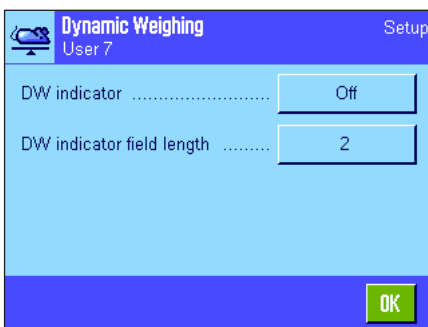 Dynamic Weighing Setup
User 7
DW indicator ......................... Off
DW indicator field length ......... 2
OK